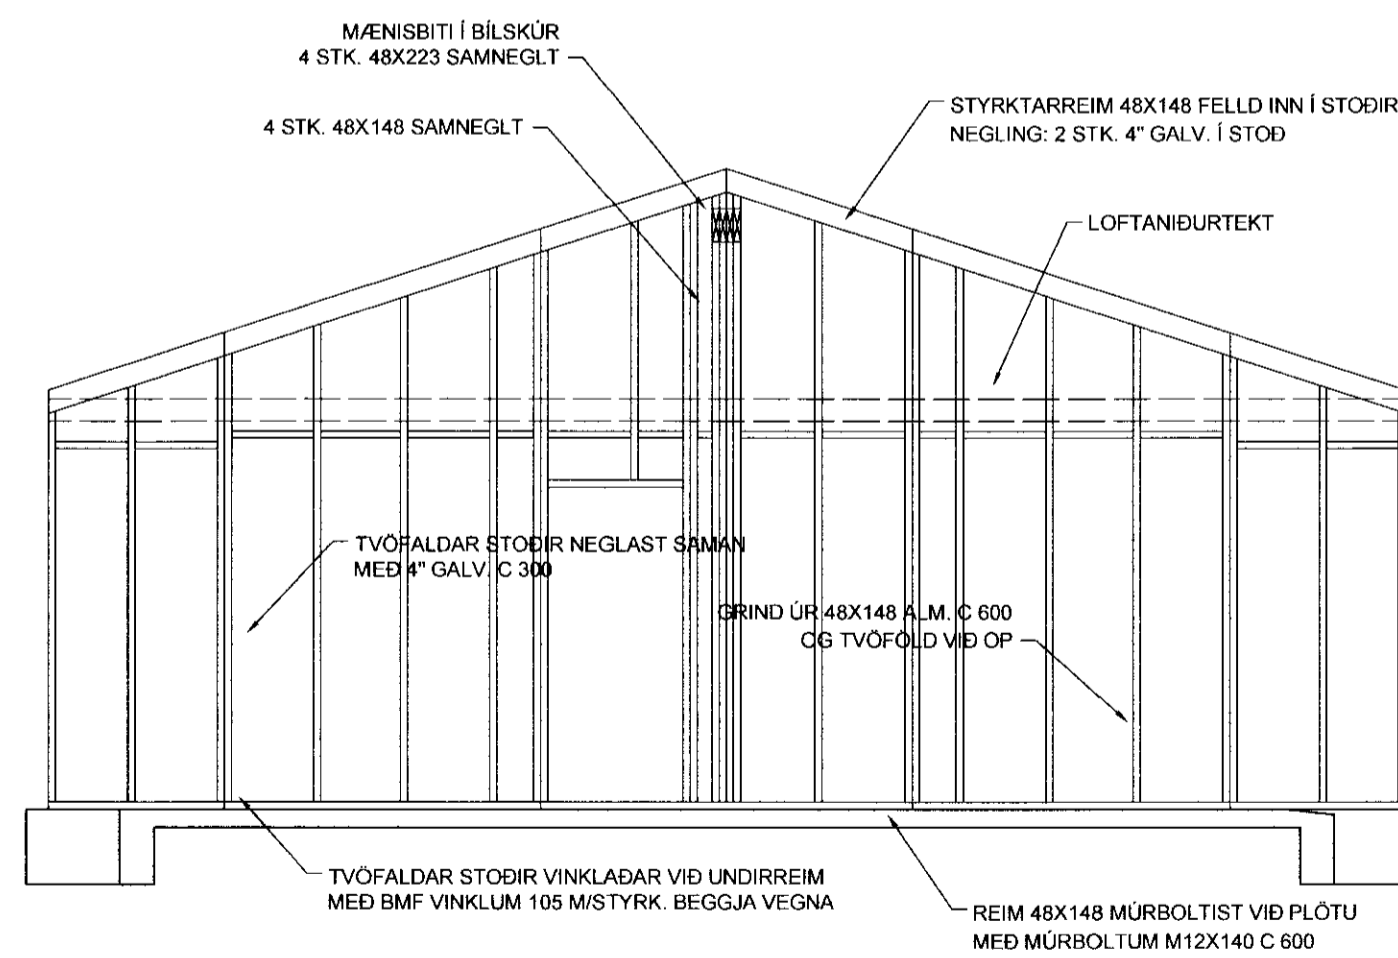 MÆNISBITI Í BÍLSKÚR
4 STK. 48X223 SAMNEGLT
4 STK. 48X148 SAMNEGLT
STYRKTARREIM 48X148 FELLD INN Í STOÐIR
NEGLING: 2 STK. 4" GALV. Í STOÐ
LOFTANIÐURTEKT
TVÖFALDAR STOÐIR NEGLAST SAMAN
MEÐ 4" GALV. C 300
GRIND ÚR 48X148 ALM. C 600
OG TVÖFÖLD VIÐ OP
TVÖFALDAR STOÐIR VINKLAÐAR VIÐ UNDIRREIM
MEÐ BMF VINKLUM 105 M/STYRK. BEGGJA VEGNA
REIM 48X148 MÚRBOLTIST VIÐ PLÖTU
MEÐ MÚRBOLTUM M12X140 C 600